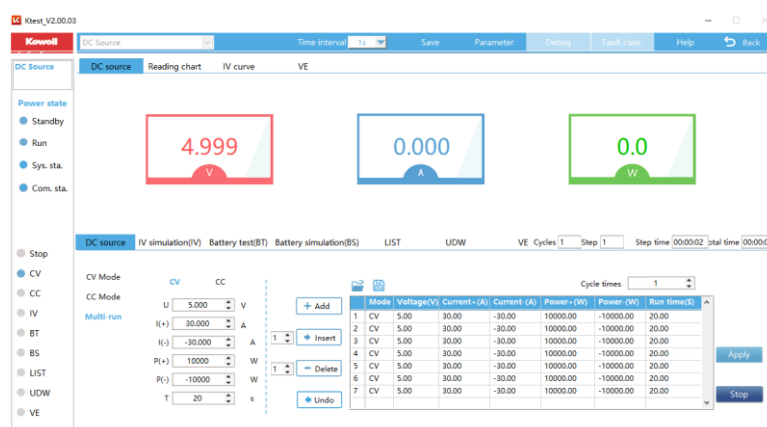 Ktest_V2.00.03
Kewell DC Source Time interval 1s Save Parameter Debug Fault clear Help Back
DC Source DC source Reading chart IV curve VE
Power state
Standby
Run
Sys. sta.
Com. sta.
4.999 0.000 0.0
V A W
DC source IV simulation(IV) Battery test(BT) Battery simulation(BS) LIST UDW VE Cycles 1 Step 1 Step time 00:00:02 otal time 00:00:0
Stop
CV
CC
IV
BT
BS
LIST
UDW
VE
CV Mode
CC Mode
Multi-run
CV CC
U 5.000 V
I(+) 30.000 A
I(-) -30.000 A
P(+) 10000 W
P(-) -10000 W
T 20 s
Add
1 Insert
1 Delete
Undo
Cycle times 1
Mode Voltage(V) Current+(A) Current-(A) Power+(W) Power-(W) Run time(S)
1 CV 5.00 30.00 -30.00 10000.00 -10000.00 20.00
2 CV 5.00 30.00 -30.00 10000.00 -10000.00 20.00
3 CV 5.00 30.00 -30.00 10000.00 -10000.00 20.00
4 CV 5.00 30.00 -30.00 10000.00 -10000.00 20.00
5 CV 5.00 30.00 -30.00 10000.00 -10000.00 20.00
6 CV 5.00 30.00 -30.00 10000.00 -10000.00 20.00
7 CV 5.00 30.00 -30.00 10000.00 -10000.00 20.00
Apply
Stop